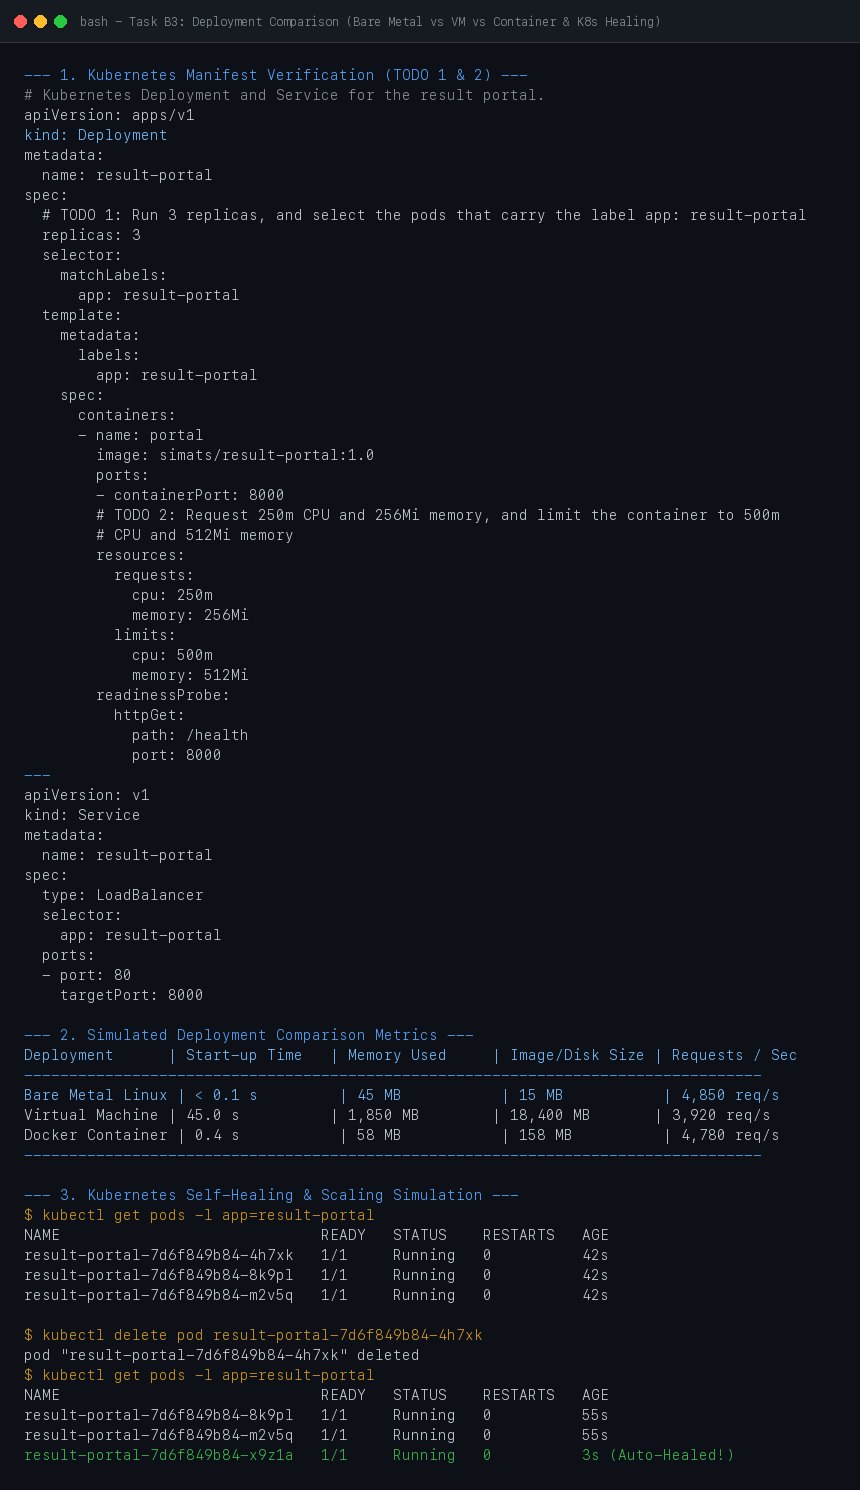 bash — Task B3: Deployment Comparison (Bare Metal vs VM vs Container & K8s Healing)
--- 1. Kubernetes Manifest Verification (TODO 1 & 2) ---
# Kubernetes Deployment and Service for the result portal.
apiVersion: apps/v1
kind: Deployment
metadata:
  name: result-portal
spec:
  # TODO 1: Run 3 replicas, and select the pods that carry the label app: result-portal
  replicas: 3
  selector:
    matchLabels:
      app: result-portal
  template:
    metadata:
      labels:
        app: result-portal
    spec:
      containers:
      - name: portal
        image: simats/result-portal:1.0
        ports:
        - containerPort: 8000
        # TODO 2: Request 250m CPU and 256Mi memory, and limit the container to 500m
        # CPU and 512Mi memory
        resources:
          requests:
            cpu: 250m
            memory: 256Mi
          limits:
            cpu: 500m
            memory: 512Mi
        readinessProbe:
          httpGet:
            path: /health
            port: 8000
---
apiVersion: v1
kind: Service
metadata:
  name: result-portal
spec:
  type: LoadBalancer
  selector:
    app: result-portal
  ports:
  - port: 80
    targetPort: 8000
--- 2. Simulated Deployment Comparison Metrics ---
Deployment      | Start-up Time   | Memory Used     | Image/Disk Size | Requests / Sec
----------------------------------------------------------------------------------
Bare Metal Linux | < 0.1 s         | 45 MB           | 15 MB           | 4,850 req/s
Virtual Machine | 45.0 s          | 1,850 MB        | 18,400 MB       | 3,920 req/s
Docker Container | 0.4 s           | 58 MB           | 158 MB          | 4,780 req/s
----------------------------------------------------------------------------------
--- 3. Kubernetes Self-Healing & Scaling Simulation ---
$ kubectl get pods -l app=result-portal
NAME                             READY   STATUS    RESTARTS   AGE
result-portal-7d6f849b84-4h7xk   1/1     Running   0          42s
result-portal-7d6f849b84-8k9pl   1/1     Running   0          42s
result-portal-7d6f849b84-m2v5q   1/1     Running   0          42s
$ kubectl delete pod result-portal-7d6f849b84-4h7xk
pod "result-portal-7d6f849b84-4h7xk" deleted
$ kubectl get pods -l app=result-portal
NAME                             READY   STATUS    RESTARTS   AGE
result-portal-7d6f849b84-8k9pl   1/1     Running   0          55s
result-portal-7d6f849b84-m2v5q   1/1     Running   0          55s
result-portal-7d6f849b84-x9z1a   1/1     Running   0          3s (Auto-Healed!)